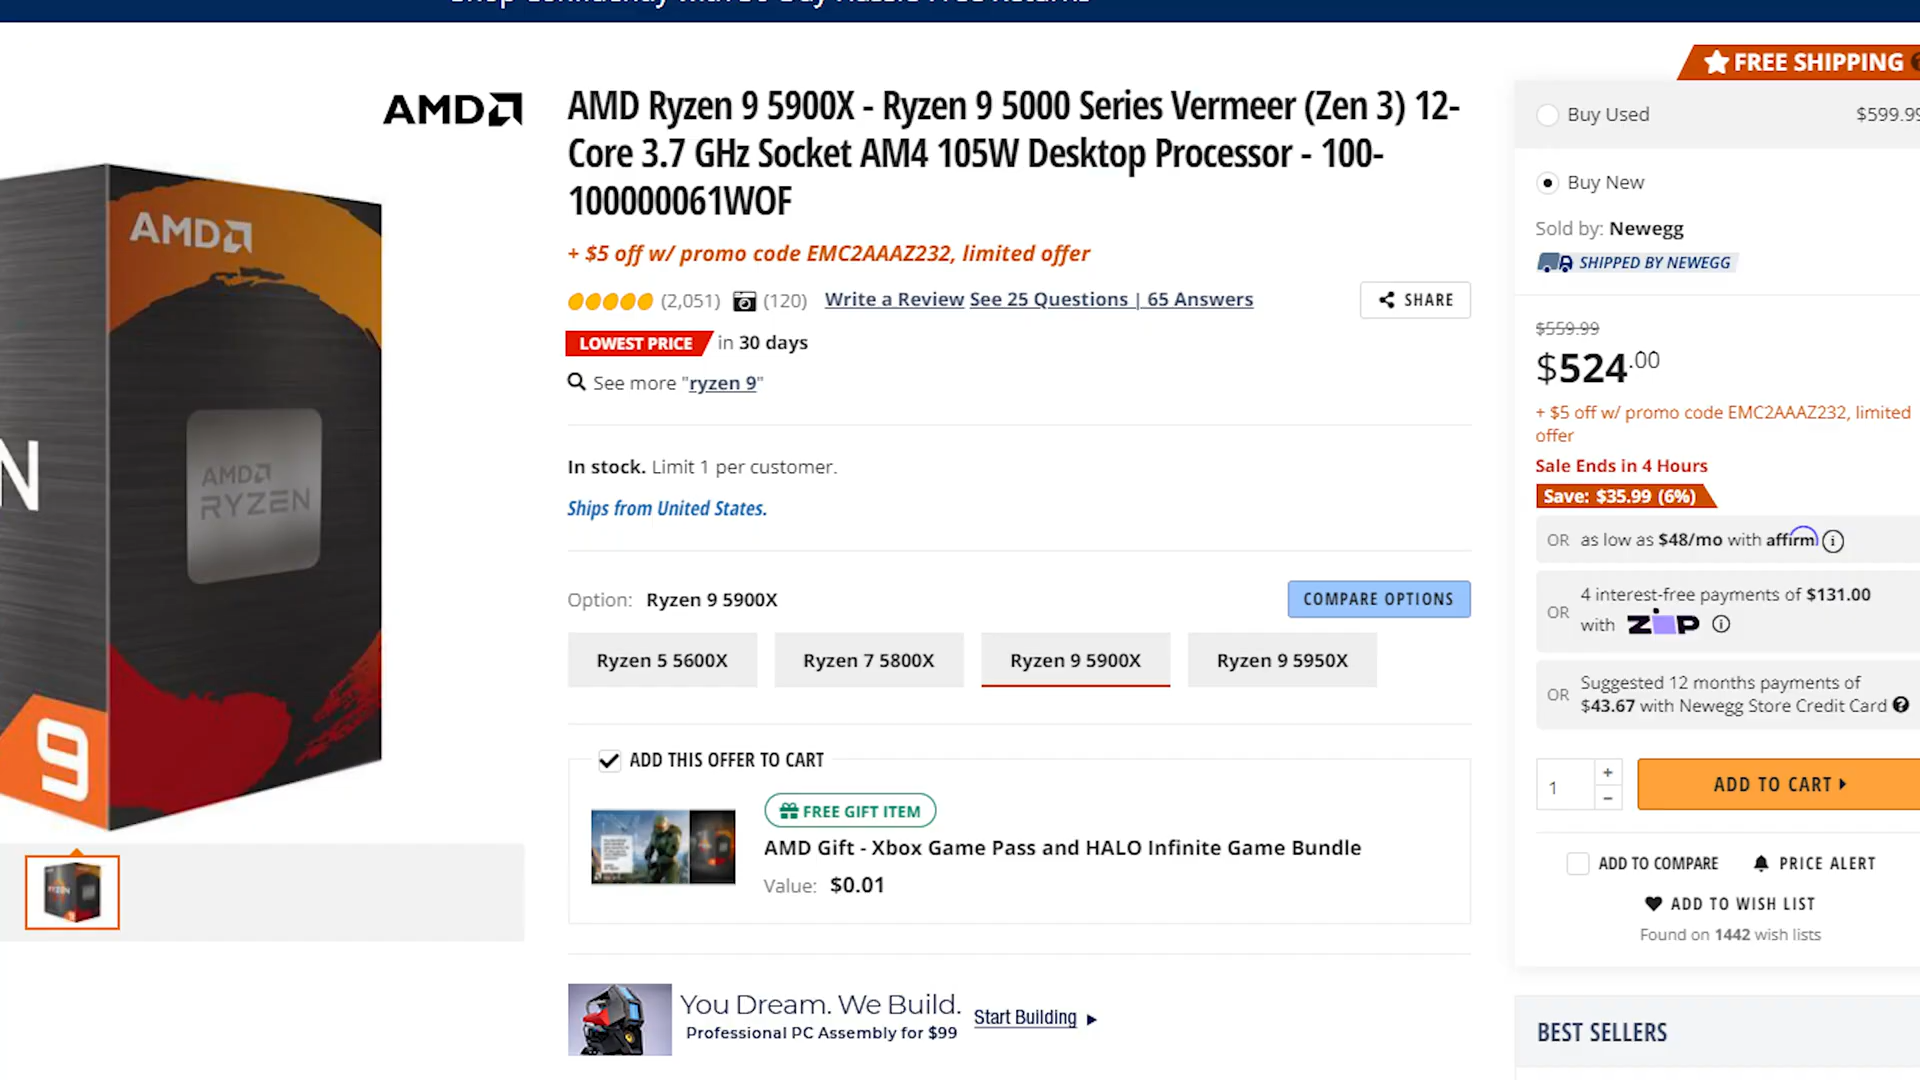 AMD
AMD
N
9
AMD
RYZEN
AMD Ryzen 9 5900X - Ryzen 9 5000 Series Vermeer (Zen 3) 12-
Core 3.7 GHz Socket AM4 105W Desktop Processor - 100-
100000061WOF
+ $5 off w/ promo code EMC2AAAZ232, limited offer
(2,051) (120) Write a Review See 25 Questions | 65 Answers
SHARE
LOWEST PRICE in 30 days
See more "ryzen 9"
In stock. Limit 1 per customer.
Ships from United States.
Option: Ryzen 9 5900X
COMPARE OPTIONS
Ryzen 5 5600X
Ryzen 7 5800X
Ryzen 9 5900X
Ryzen 9 5950X
ADD THIS OFFER TO CART
FREE GIFT ITEM
AMD Gift - Xbox Game Pass and HALO Infinite Game Bundle
Value: $0.01
You Dream. We Build.
Professional PC Assembly for $99
Start Building
FREE SHIPPING
Buy Used $599.99
Buy New
Sold by: Newegg
SHIPPED BY NEWEGG
$559.99
$524.00
+ $5 off w/ promo code EMC2AAAZ232, limited
offer
Sale Ends in 4 Hours
Save: $35.99 (6%)
OR as low as $48/mo with affirm
OR 4 interest-free payments of $131.00
with ZIP
OR Suggested 12 months payments of
$43.67 with Newegg Store Credit Card
1 + -
ADD TO CART
ADD TO COMPARE
PRICE ALERT
ADD TO WISH LIST
Found on 1442 wish lists
BEST SELLERS